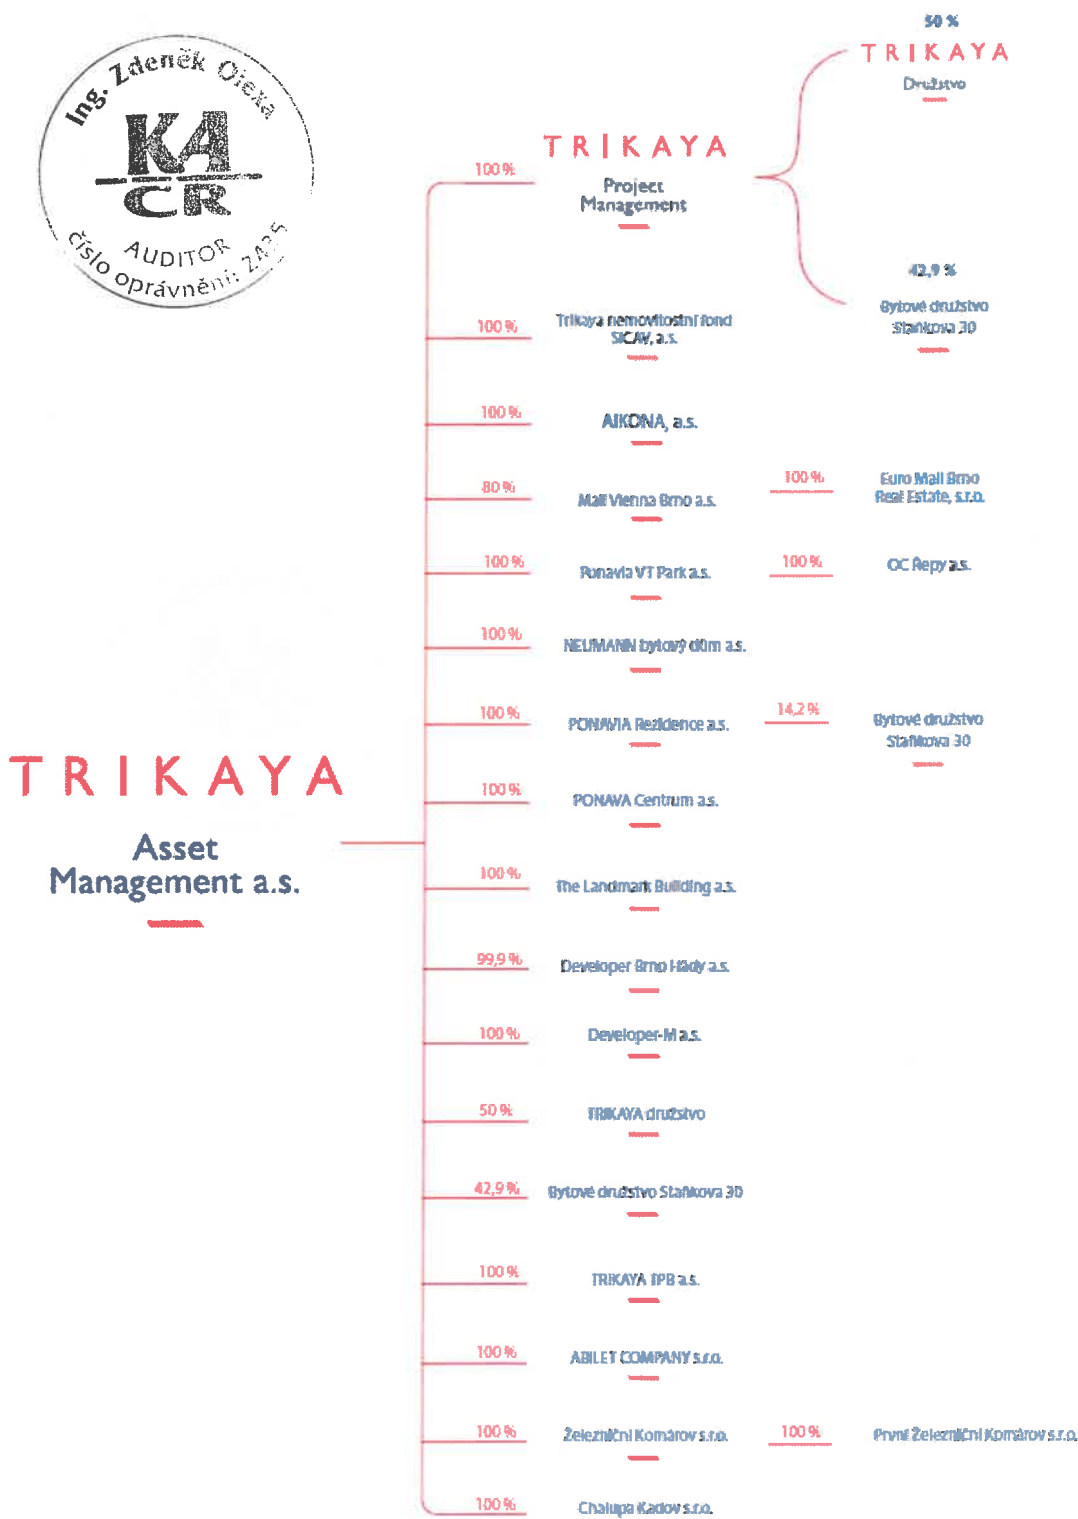 Ing. Zdeněk Olexa
KA
ČR
AUDITOR
číslo oprávnění: 2435
50 %
TRIKAYA
Družstvo
100 %
TRIKAYA
Project
Management
42,9 %
Bytové družstvo
Staňkova 30
100 %
Trikaya nemovitostní fond
SICAV, a.s.
100 %
AIKONA, a.s.
80 %
Mall Vienna Brno a.s.
100 %
Euro Mall Brno
Real Estate, s.r.o.
100 %
Ponavia VT Park a.s.
100 %
OC Řepy a.s.
100 %
NEUMANN bytový dům a.s.
100 %
PONAVIA Rezidence a.s.
14,2 %
Bytové družstvo
Staňkova 30
TRIKAYA
Asset
Management a.s.
100 %
PONAVA Centrum a.s.
100 %
The Landmark Building a.s.
99,9 %
Developer Brno Hády a.s.
100 %
Developer-M a.s.
50 %
TRIKAYA družstvo
42,9 %
Bytové družstvo Staňkova 30
100 %
TRIKAYA IPB a.s.
100 %
ABILET COMPANY s.r.o.
100 %
Železniční Komárov s.r.o.
100 %
První Železniční Komárov s.r.o.
100 %
Chalupa Kadov s.r.o.